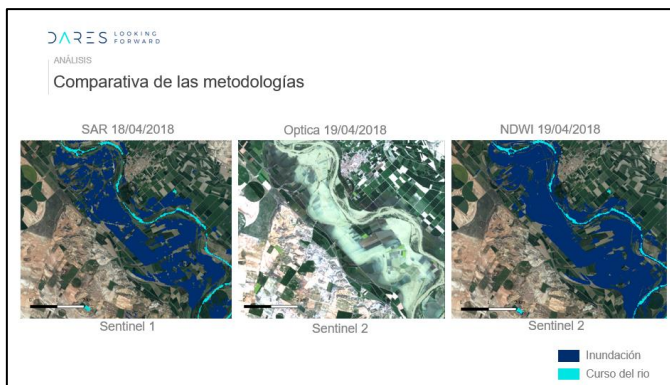 DARES LOOKING FORWARD
ANÁLISIS
Comparativa de las metodologías
SAR 18/04/2018
Optica 19/04/2018
NDWI 19/04/2018
Sentinel 1
Sentinel 2
Sentinel 2
Inundación
Curso del rio